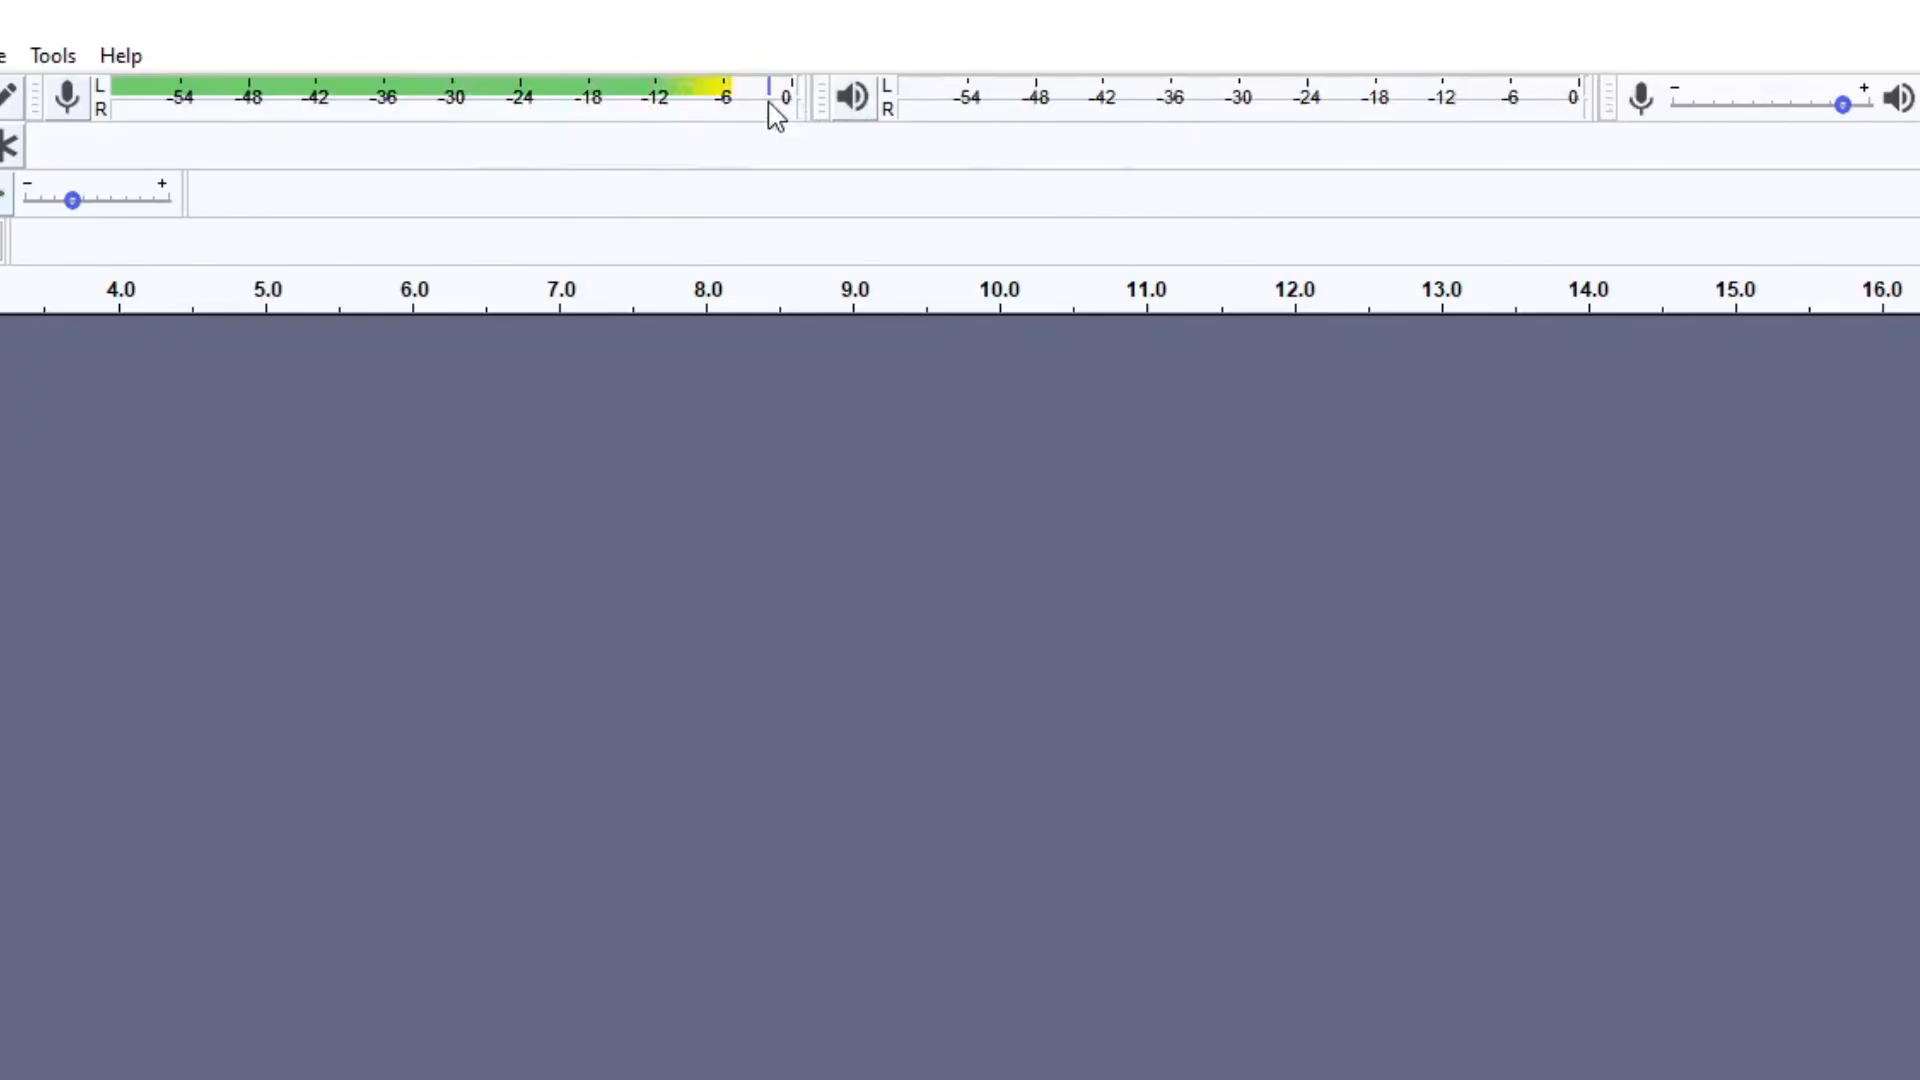 e Tools Help
L -54 -48 -42 -36 -30 -24 -18 -12 -6 0 L -54 -48 -42 -36 -30 -24 -18 -12 -6 0 - +
R R
- +
4.0 5.0 6.0 7.0 8.0 9.0 10.0 11.0 12.0 13.0 14.0 15.0 16.0